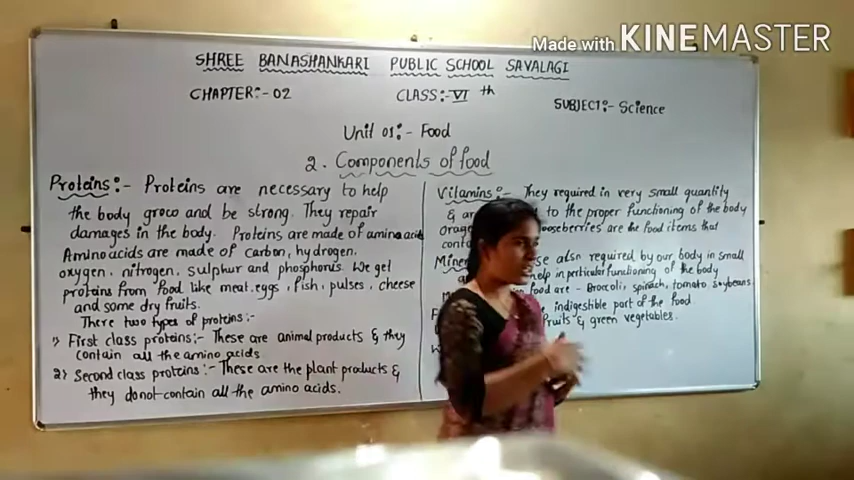 Made with KINEMASTER
SHREE BANASHANKARI PUBLIC SCHOOL SAVALAGI
CHAPTER:- 02 CLASS:- VI th SUBJECT:- Science
Unit 01:- Food
2. Components of food
Proteins:- Proteins are necessary to help
the body grow and be strong. They repair
damages in the body. Proteins are made of amino acids
Amino acids are made of carbon, hydrogen,
oxygen, nitrogen, sulphur and phosphorus We get
proteins from food like meat, eggs, fish, pulses, cheese
and some dry fruits.
There two types of proteins:-
1) First class proteins:- These are animal products & they
contain all the amino acids
2) Second class proteins:- These are the plant products &
they donot contain all the amino acids.
Vitamins:- They required in very small quantity
& to the proper functioning of the body
gooseberries are the food items that
also required by our body in small
help in perticular functioning of the body
food are - Broccoli, spinach, tomato, soybeans
indigestible part of the food
fruits & green vegetables.